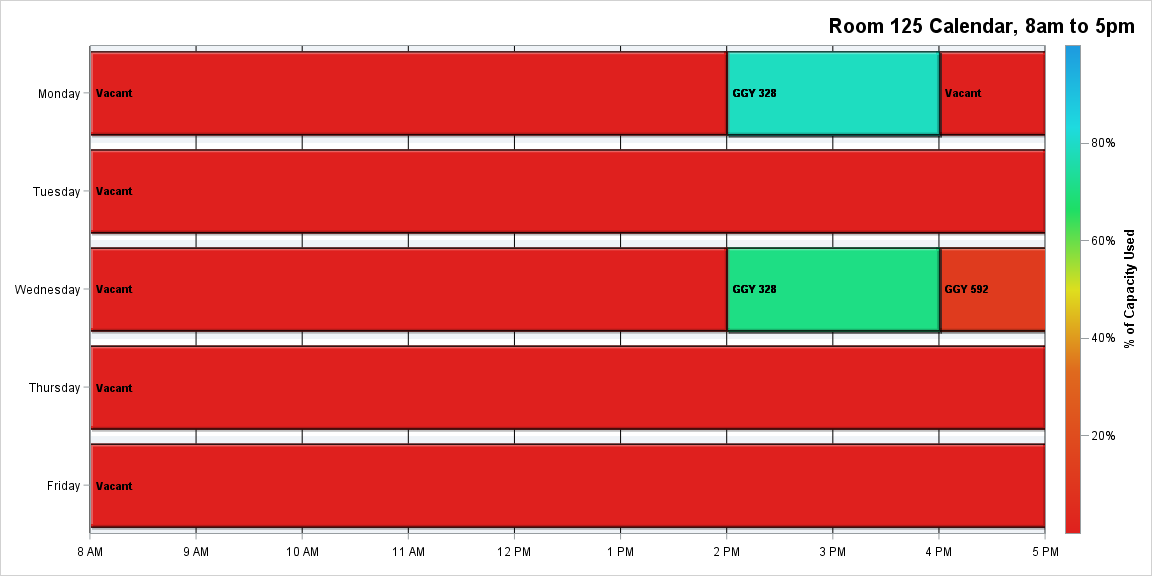 Room 125 Calendar, 8am to 5pm
Monday
Vacant
GGY 328
Vacant
Tuesday
Vacant
Wednesday
Vacant
GGY 328
GGY 592
Thursday
Vacant
Friday
Vacant
8 AM
9 AM
10 AM
11 AM
12 PM
1 PM
2 PM
3 PM
4 PM
5 PM
80%
60%
40%
20%
% of Capacity Used